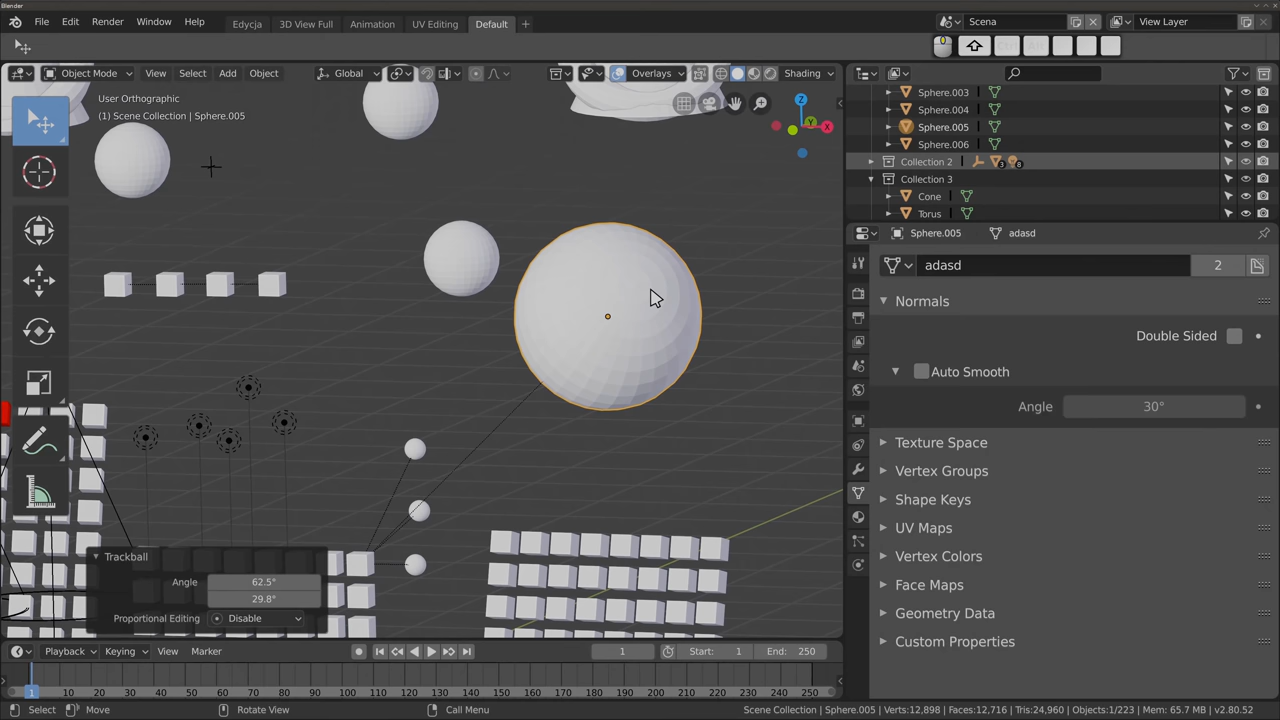 Blender
File Edit Render Window Help Edycja 3D View Full Animation UV Editing Default + Scena View Layer
Ctrl Alt
Object Mode View Select Add Object Global Overlays Shading
User Orthographic
(1) Scene Collection | Sphere.005
Z
Y
X
Sphere.003
Sphere.004
Sphere.005
Sphere.006
Collection 2 3 8
Collection 3
Cone
Torus
Sphere.005 adasd
adasd 2
Normals
Double Sided
Auto Smooth
Angle 30°
Texture Space
Vertex Groups
Shape Keys
UV Maps
Vertex Colors
Face Maps
Geometry Data
Custom Properties
Trackball
Angle 62.5°
29.8°
Proportional Editing Disable
Playback Keying View Marker 1 Start: 1 End: 250
1 10 20 30 40 50 60 70 80 90 100 110 120 130 140 150 160 170 180 190 200 210 220 230 240 250
Select Move Rotate View Call Menu Scene Collection | Sphere.005 | Verts:12,898 | Faces:12,716 | Tris:24,960 | Objects:1/223 | Mem: 65.7 MB | v2.80.52